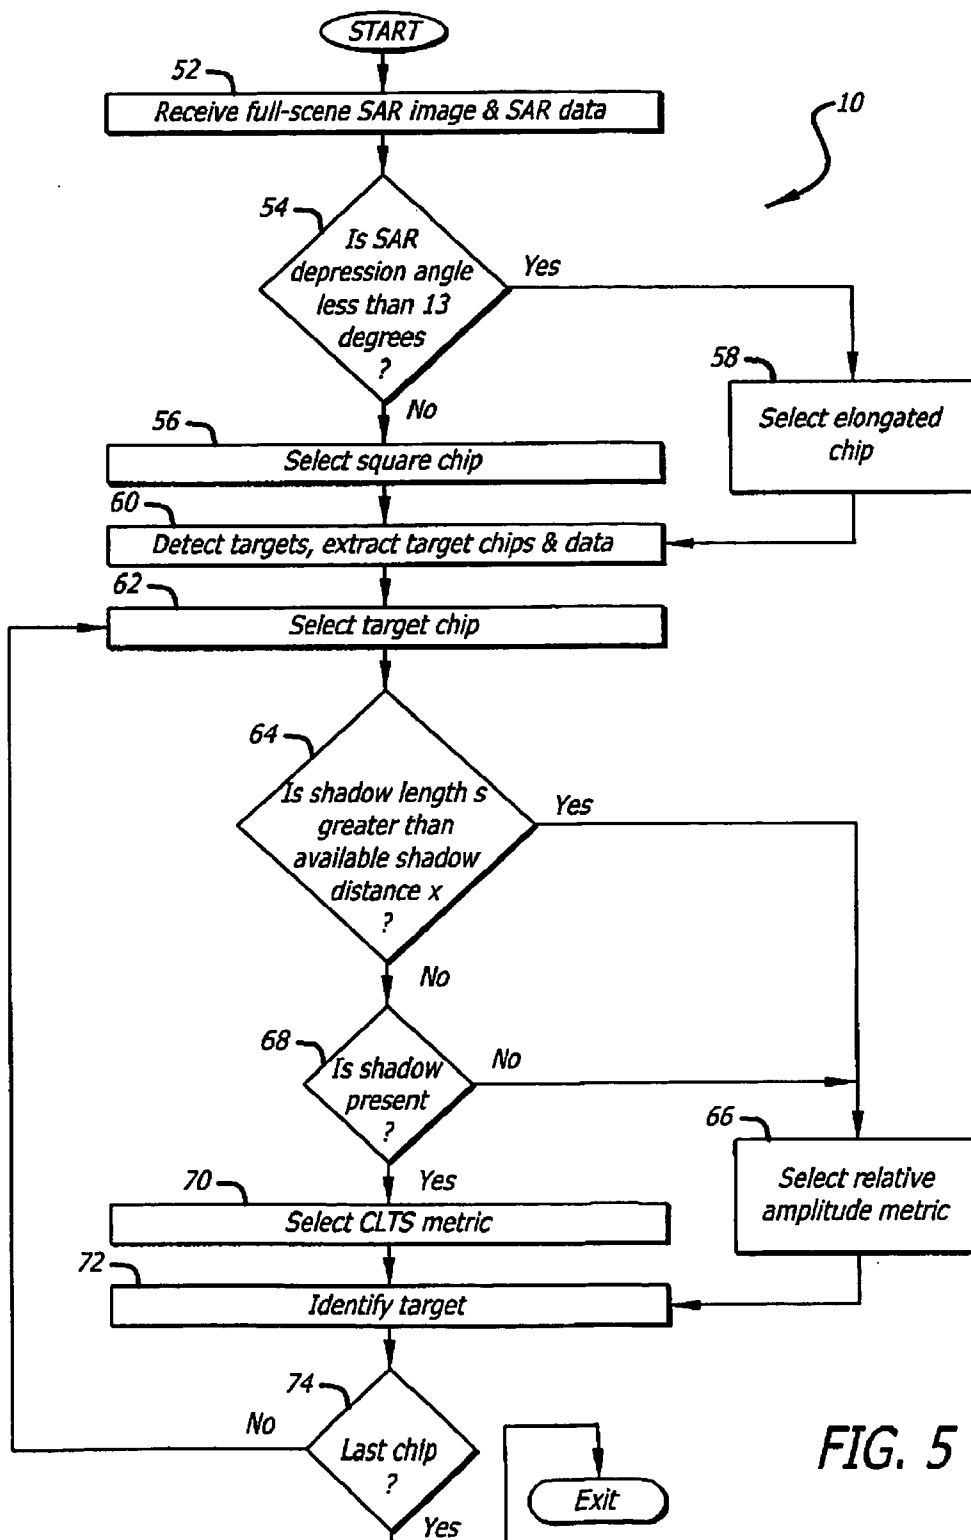 START
52
Receive full-scene SAR image & SAR data
10
54
Is SAR
depression angle
less than 13
degrees
?
Yes
No
58
Select elongated
chip
56
Select square chip
60
Detect targets, extract target chips & data
62
Select target chip
64
Is shadow length s
greater than
available shadow
distance x
?
Yes
No
68
Is shadow
present
?
No
Yes
66
Select relative
amplitude metric
70
Select CLTS metric
72
Identify target
74
Last chip
?
No
Yes
Exit
FIG. 5